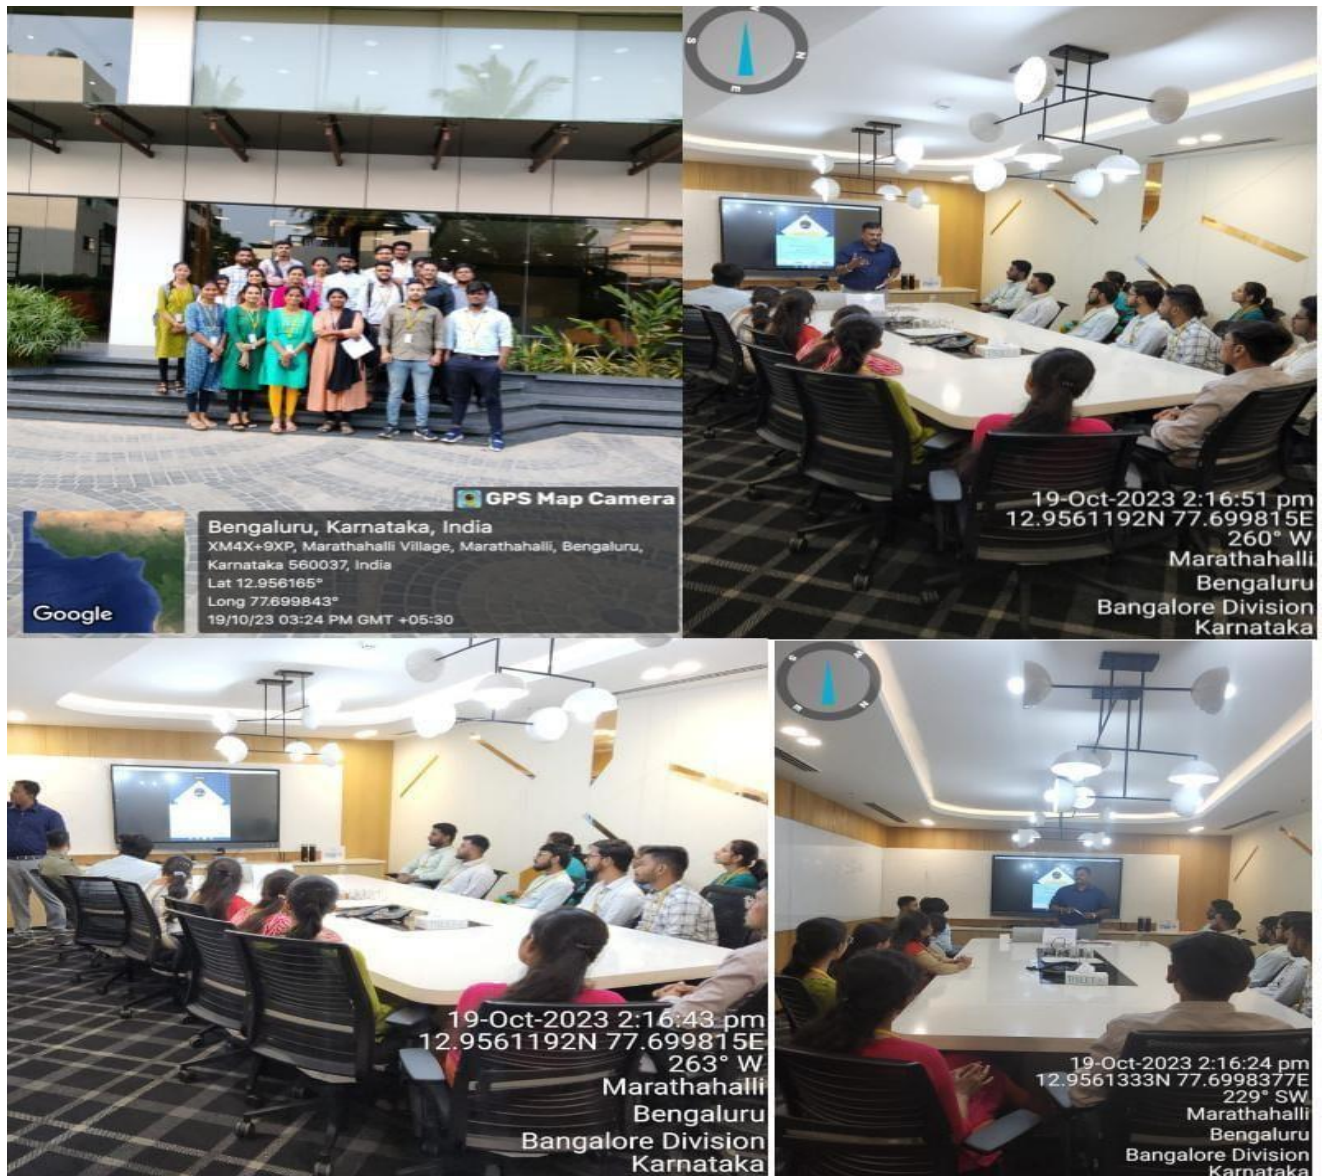 GPS Map Camera
Bengaluru, Karnataka, India
XM4X+9XP, Marathahalli Village, Marathahalli, Bengaluru,
Karnataka 560037, India
Lat 12.956165°
Long 77.699843°
19/10/23 03:24 PM GMT +05:30
Google
S
N
E
19-Oct-2023 2:16:51 pm
12.9561192N 77.699815E
260° W
Marathahalli
Bengaluru
Bangalore Division
Karnataka
19-Oct-2023 2:16:43 pm
12.9561192N 77.699815E
263° W
Marathahalli
Bengaluru
Bangalore Division
Karnataka
S
W
N
E
19-Oct-2023 2:16:24 pm
12.9561333N 77.6998377E
229° SW
Marathahalli
Bengaluru
Bangalore Division
Karnataka